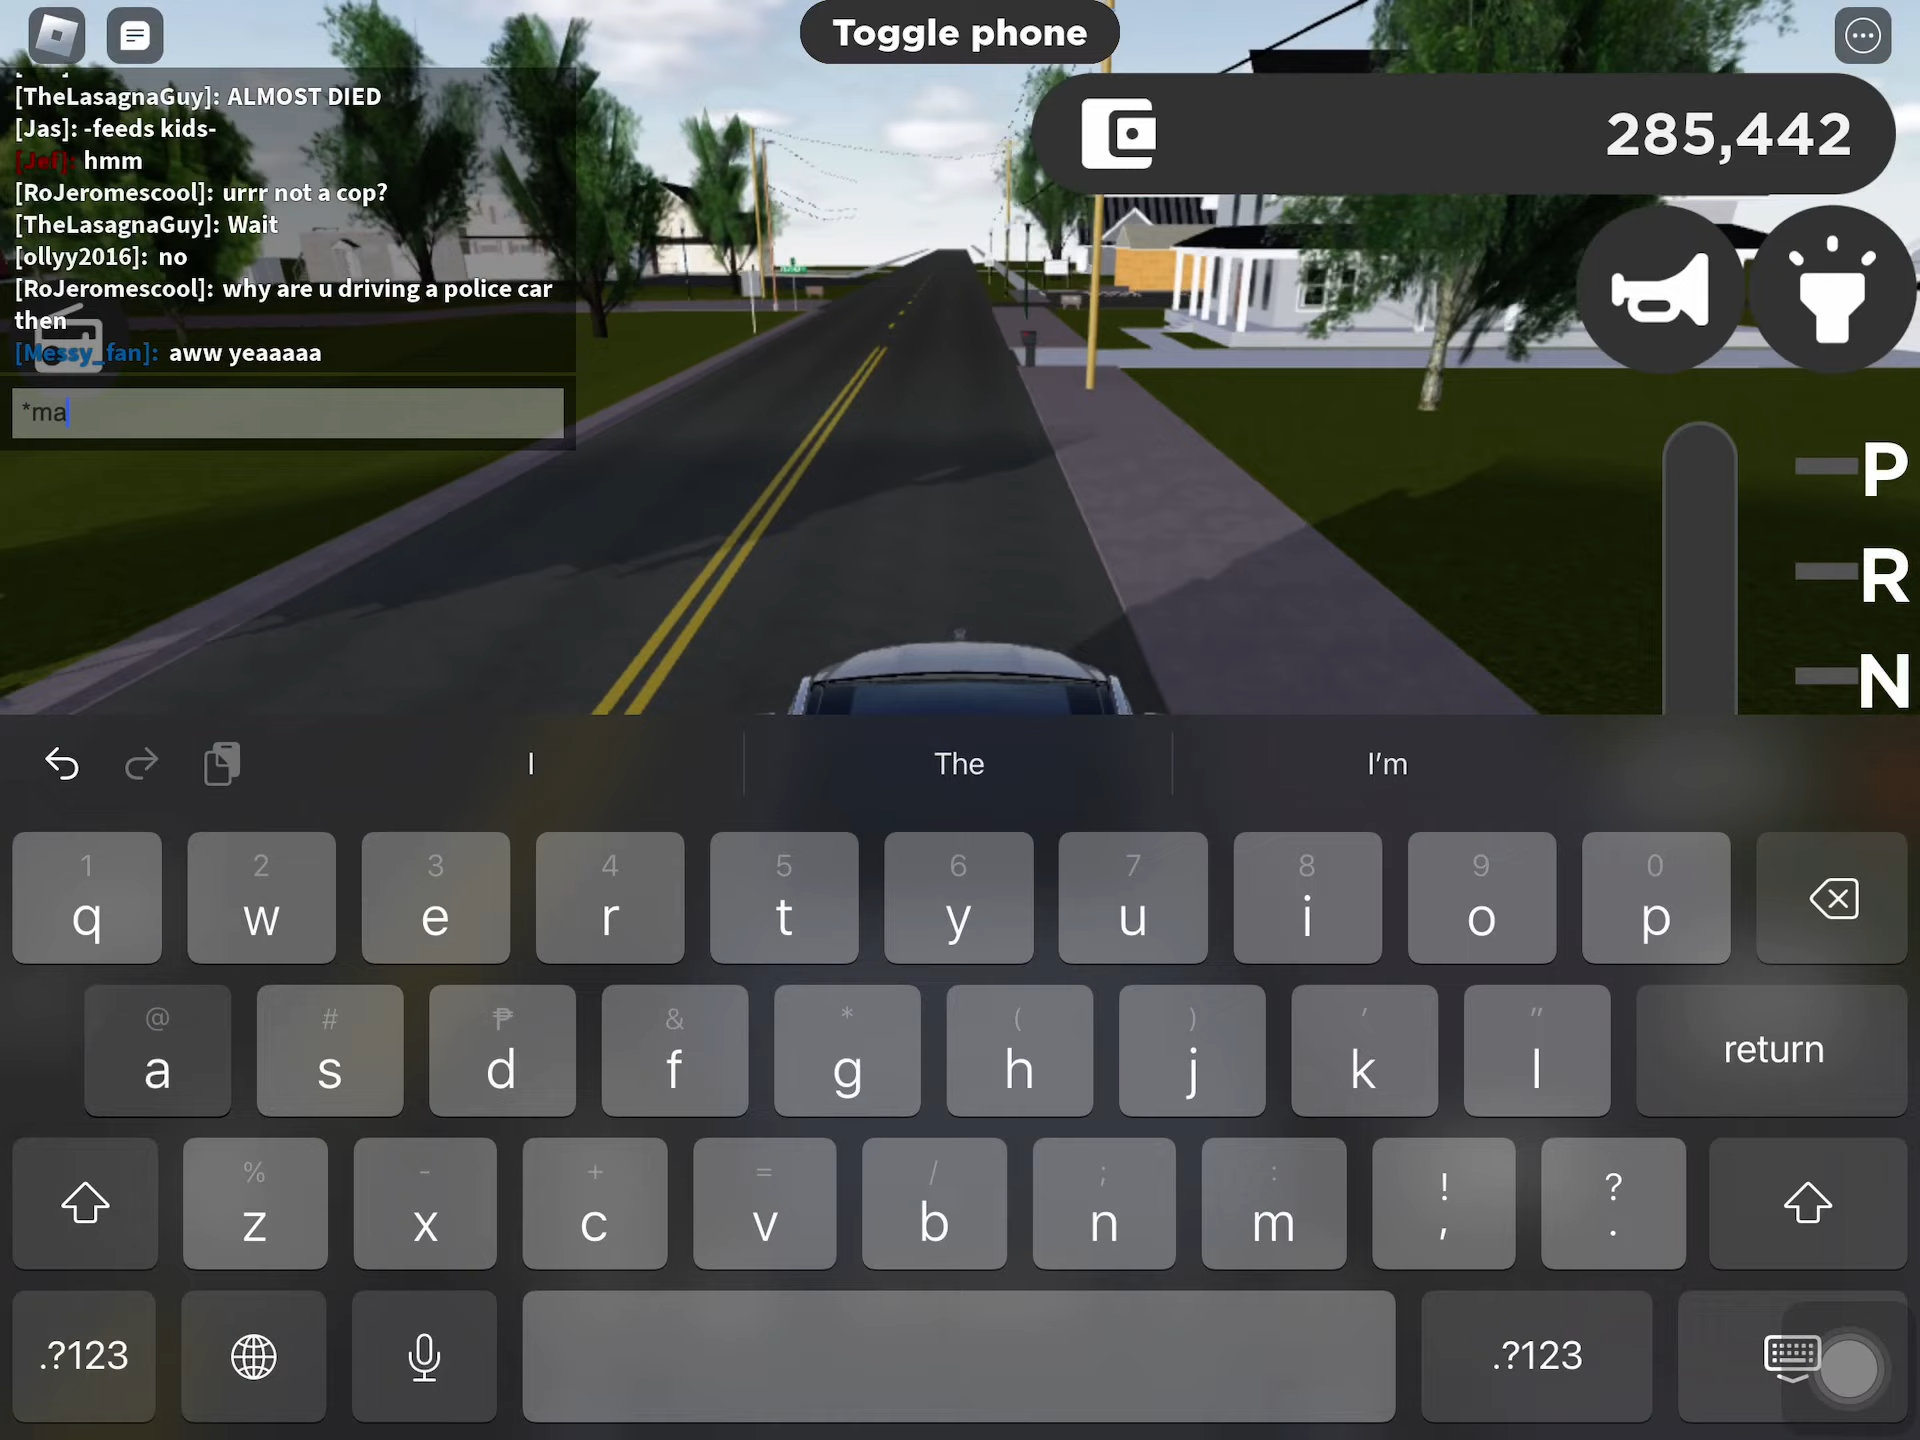 Toggle phone
[TheLasagnaGuy]: ALMOST DIED
[Jas]: -feeds kids-
[Jef]: hmm
[RoJeromescool]: urrr not a cop?
[TheLasagnaGuy]: Wait
[ollyy2016]: no
[RoJeromescool]: why are u driving a police car
then
[Messy_fan]: aww yeaaaaa
*ma
285,442
P
R
N
I The I'm
1 2 3 4 5 6 7 8 9 0
q w e r t y u i o p
@ # ₱ & * ( ) ' "
a s d f g h j k l return
% - + = / ; : ! ?
z x c v b n m , .
.?123 .?123